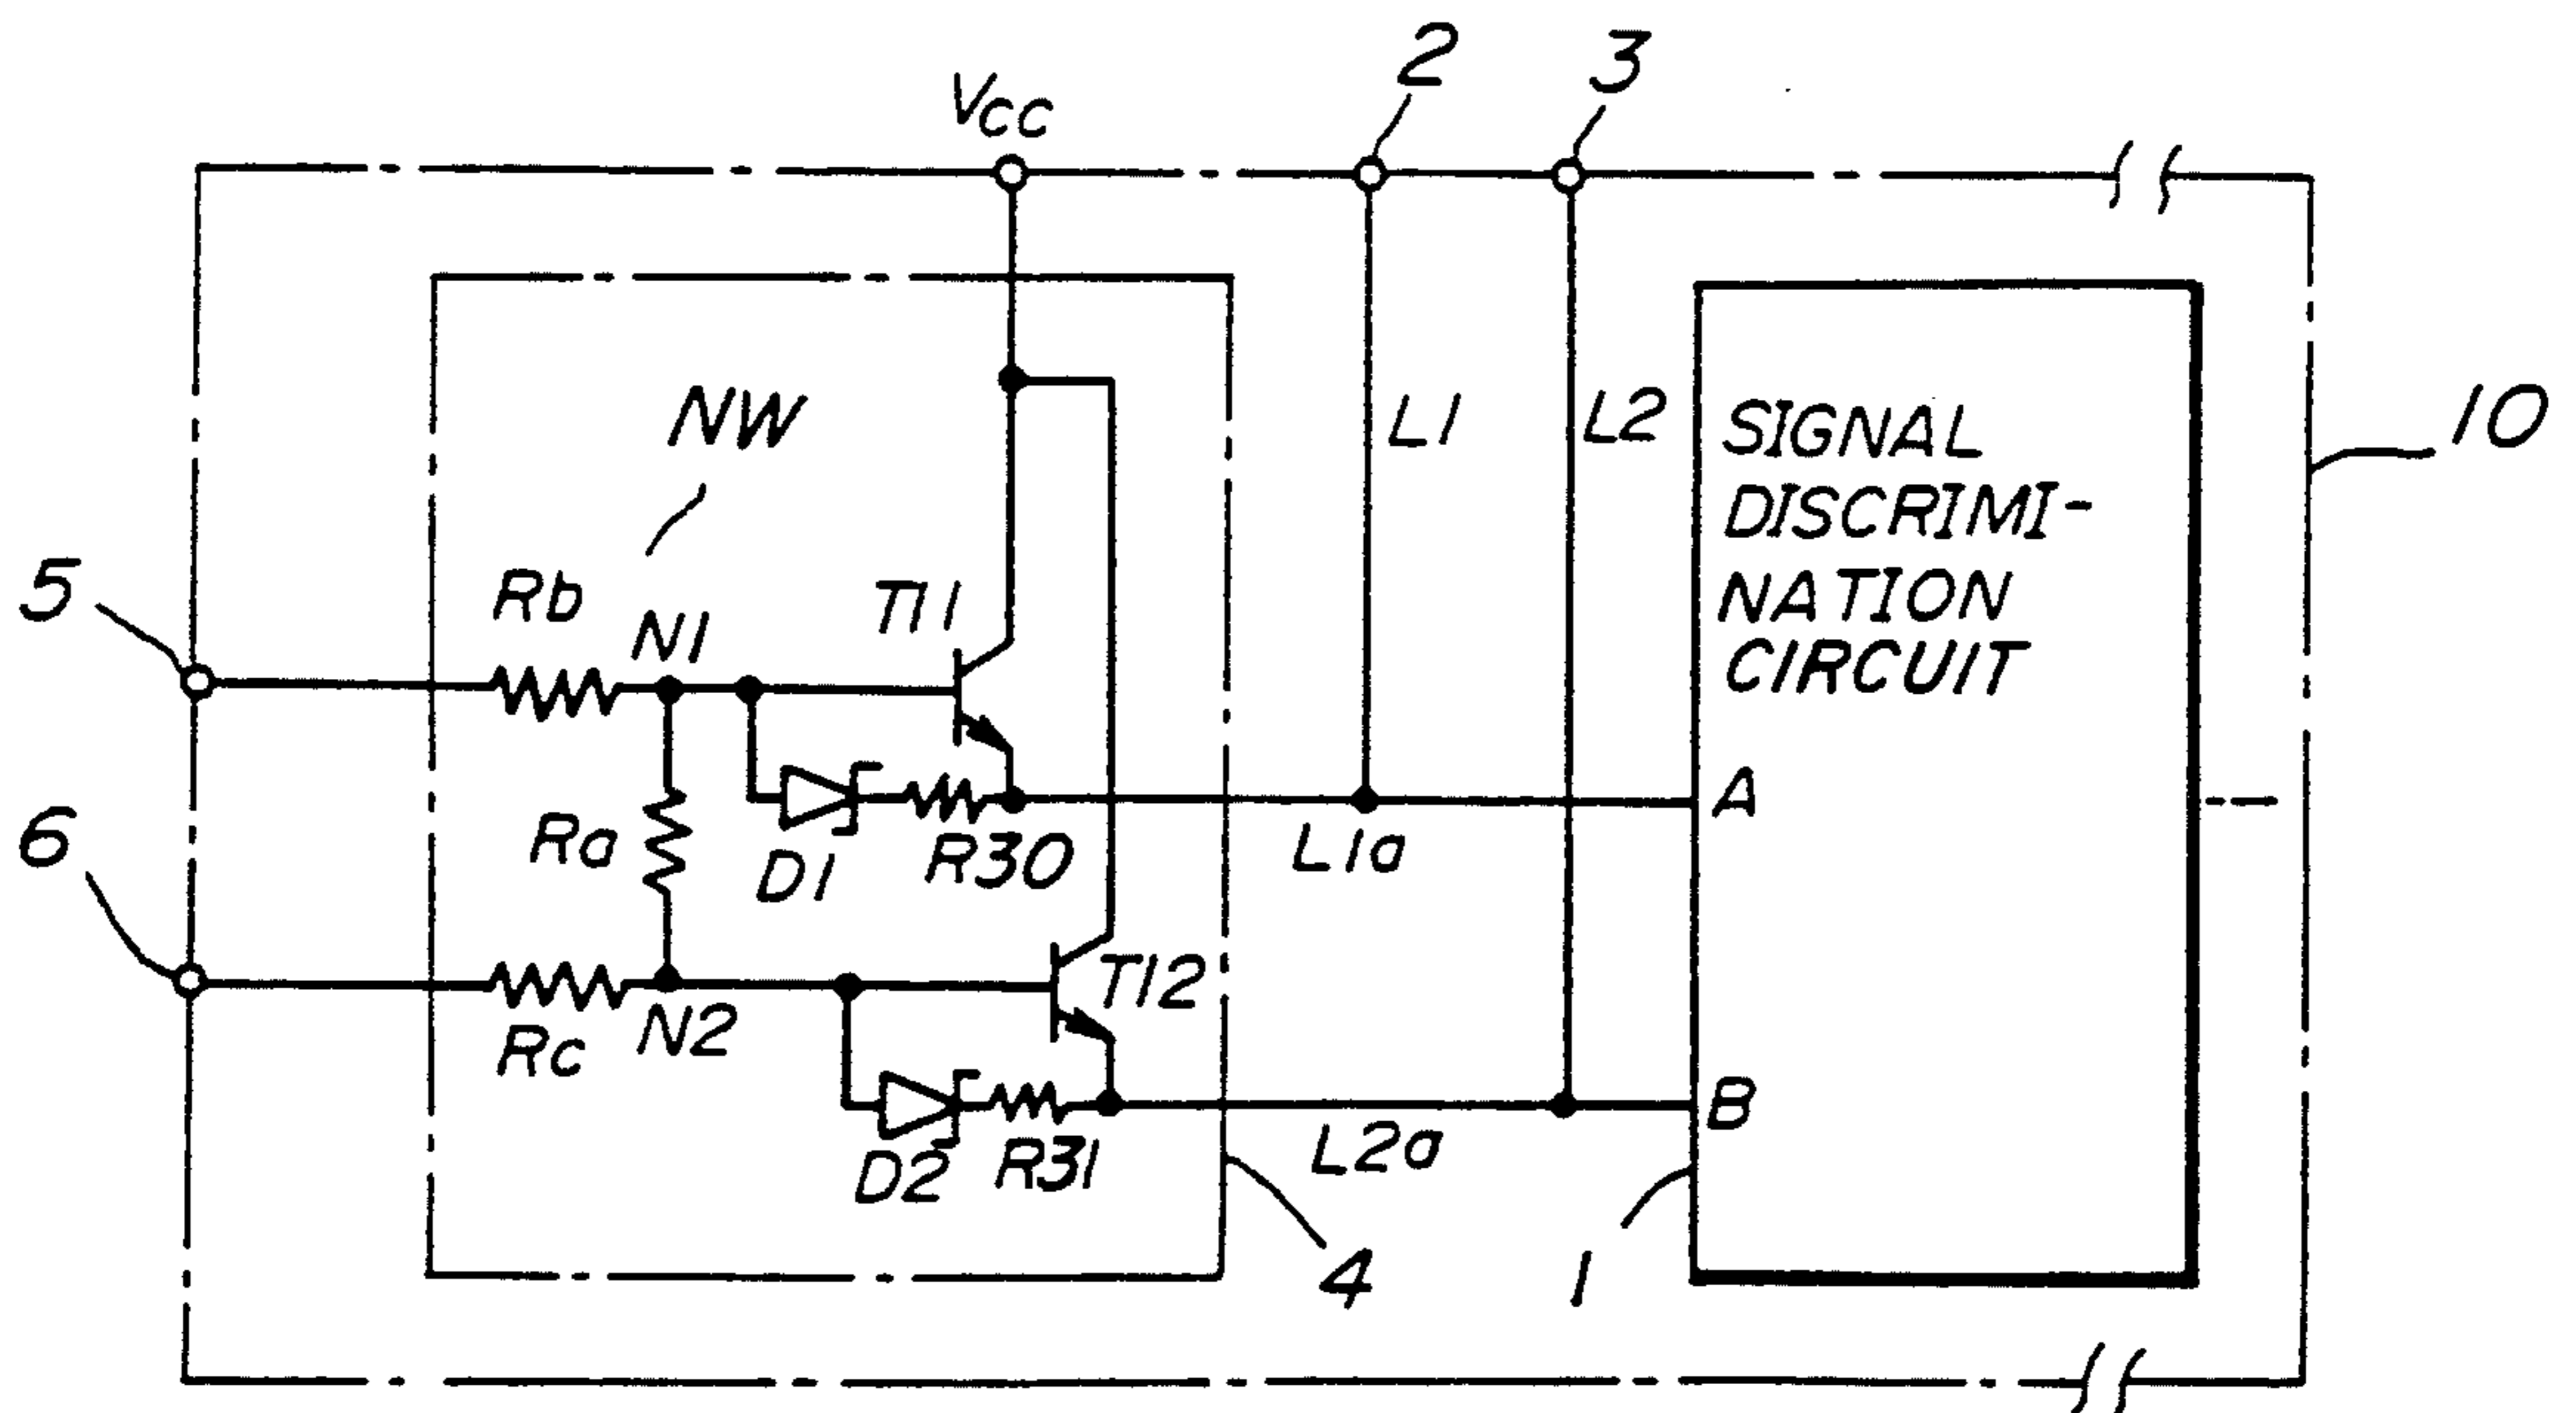 2
3
Vcc
NW
L1
L2
10
SIGNAL
DISCRIMI-
NATION
CIRCUIT
5
Rb
N1
T11
A
6
Ra
D1
R30
L1a
T12
Rc
N2
B
D2
R31
L2a
4
1